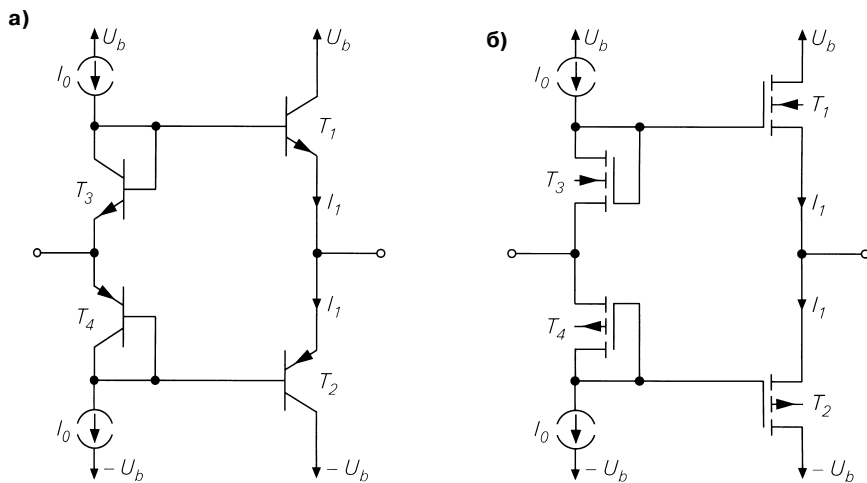 а)
U_b
U_b
I_0
T_1
T_3
I_1
T_4
I_1
T_2
I_0
– U_b
– U_b
б)
U_b
U_b
I_0
T_1
T_3
I_1
T_4
I_1
T_2
I_0
– U_b
– U_b